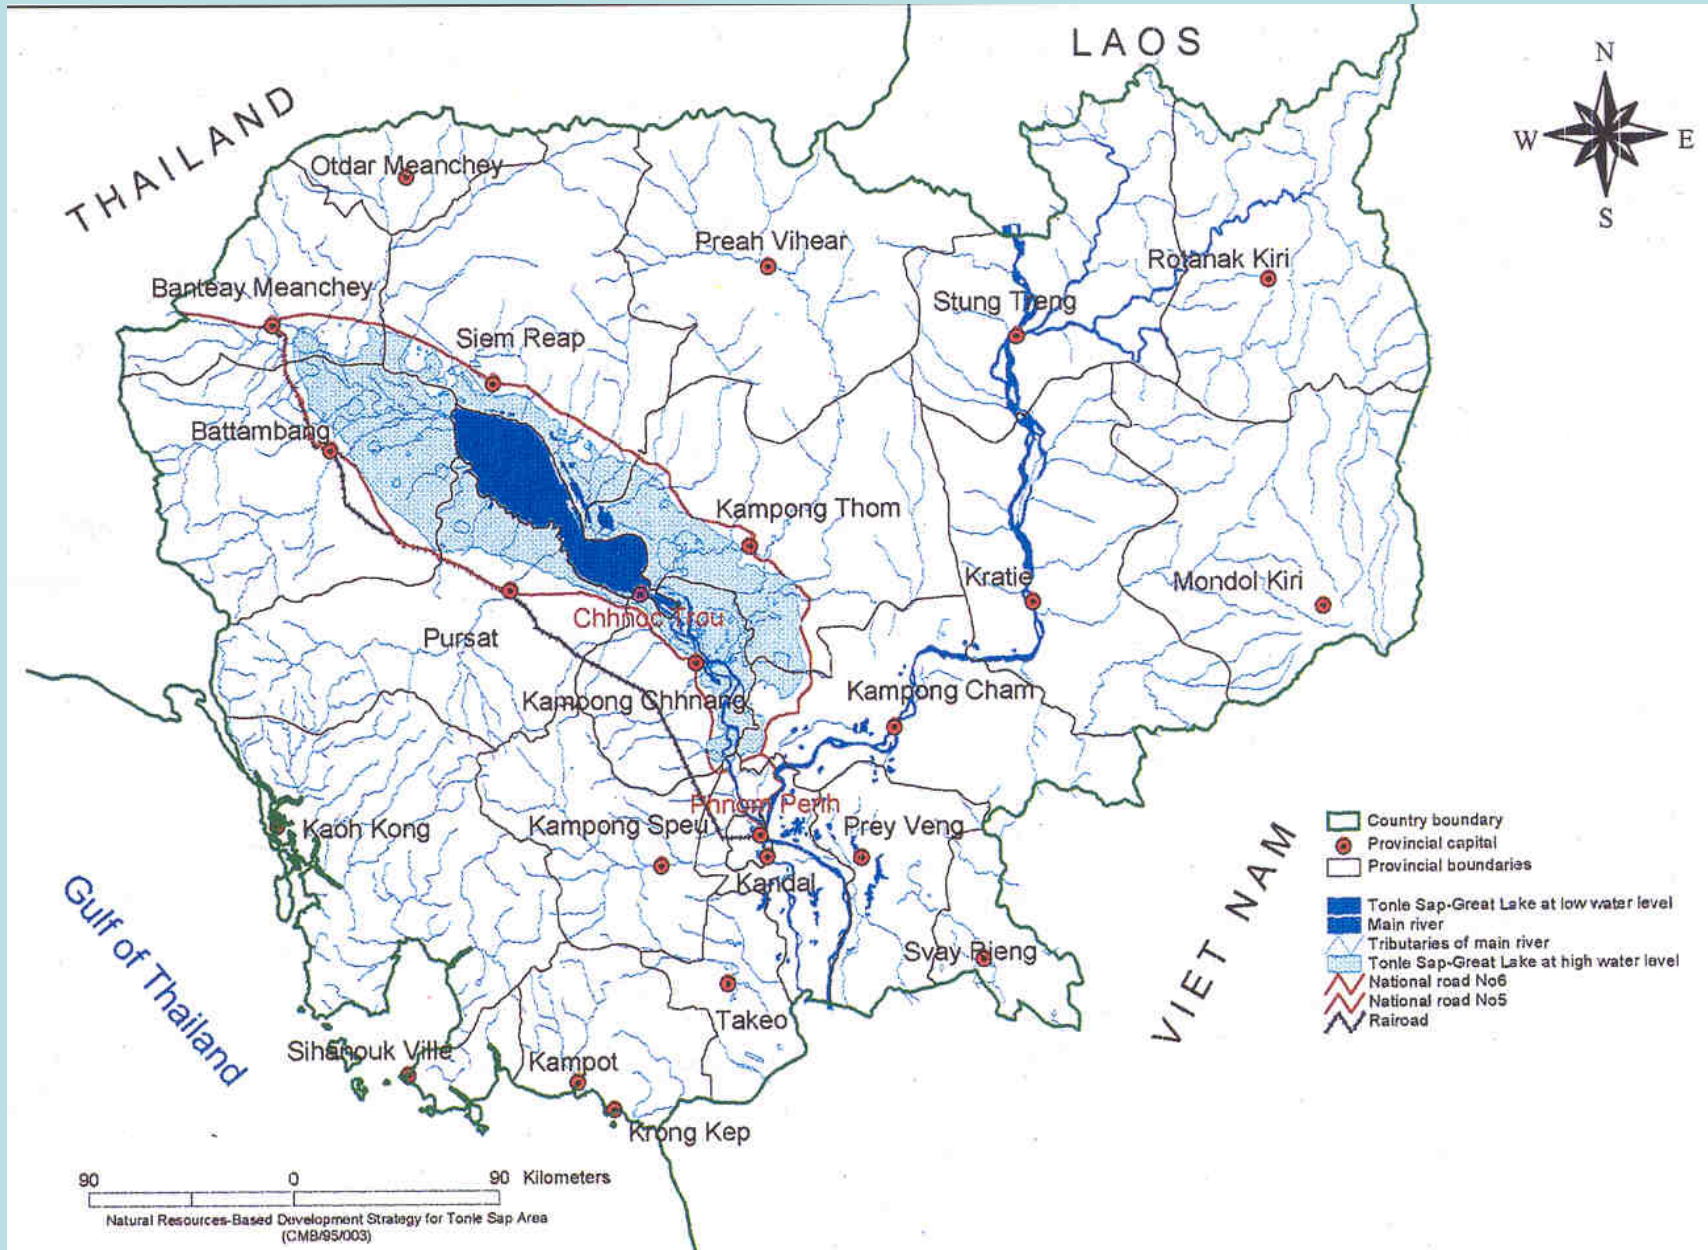 LAOS
N
W E
S
THAILAND
Otdar Meanchey
Preah Vihear
Rotanak Kiri
Banteay Meanchey
Stung Treng
Siem Reap
Battambang
Kampong Thom
Kratie
Mondol Kiri
Chhnoc Trou
Pursat
Kampong Chhnang
Kampong Cham
Phnom Penh
Kaoh Kong
Kampong Speu
Prey Veng
Kandal
Gulf of Thailand
Svay Rieng
VIET NAM
Takeo
Sihanouk Ville
Kampot
Krong Kep
Country boundary
Provincial capital
Provincial boundaries
Tonle Sap-Great Lake at low water level
Main river
Tributaries of main river
Tonle Sap-Great Lake at high water level
National road No6
National road No5
Rairoad
90 0 90 Kilometers
Natural Resources-Based Development Strategy for Tonle Sap Area
(CMB/95/003)